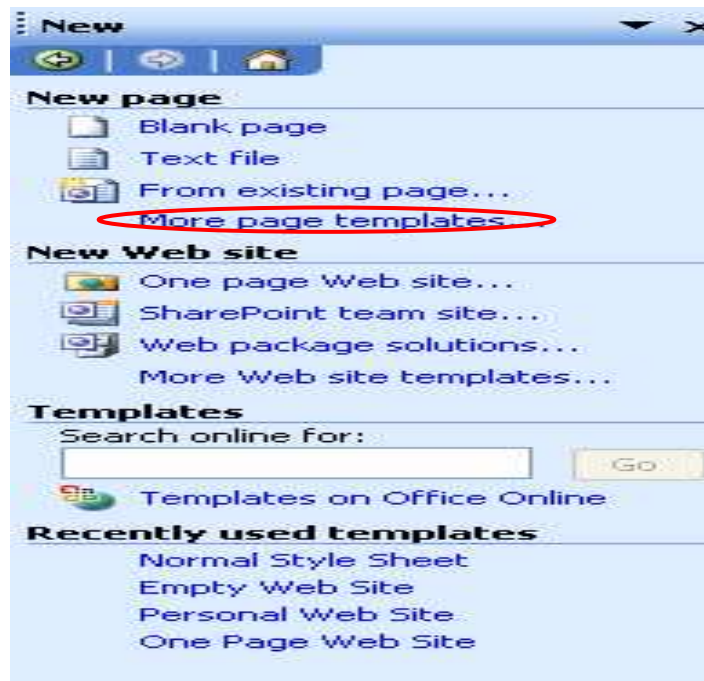 New
New page
Blank page
Text file
From existing page...
More page templates...
New Web site
One page Web site...
SharePoint team site...
Web package solutions...
More Web site templates...
Templates
Search online for:
Go
Templates on Office Online
Recently used templates
Normal Style Sheet
Empty Web Site
Personal Web Site
One Page Web Site